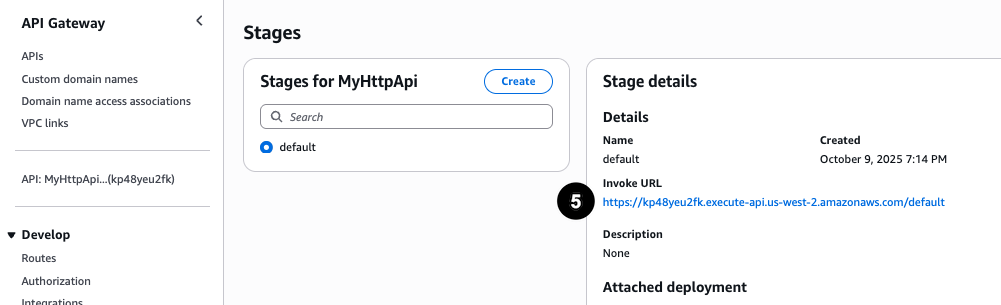 API Gateway
APIs
Custom domain names
Domain name access associations
VPC links
API: MyHttpApi...(kp48yeu2fk)
Develop
Routes
Authorization
Integrations
Stages
Stages for MyHttpApi
Create
Search
default
Stage details
Details
Name
Created
default
October 9, 2025 7:14 PM
Invoke URL
5
https://kp48yeu2fk.execute-api.us-west-2.amazonaws.com/default
Description
None
Attached deployment